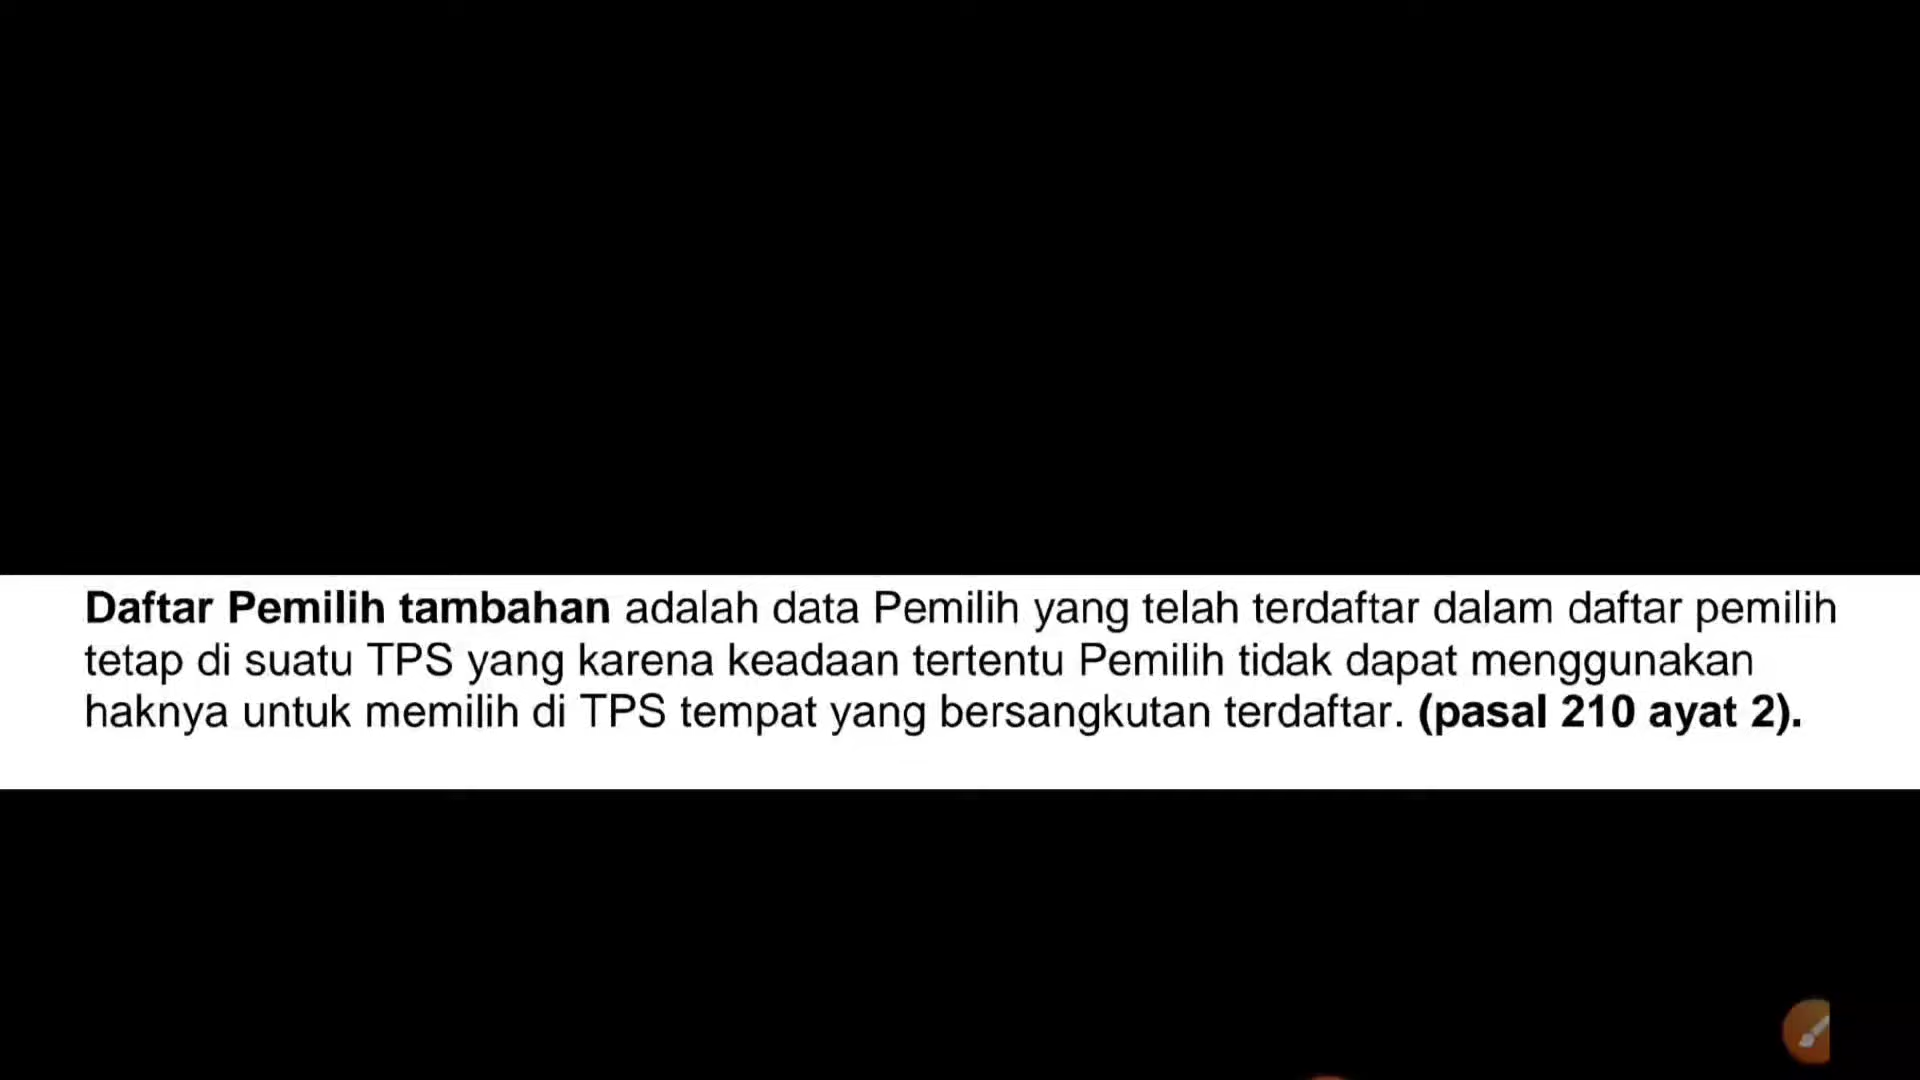 Daftar Pemilih tambahan adalah data Pemilih yang telah terdaftar dalam daftar pemilih
tetap di suatu TPS yang karena keadaan tertentu Pemilih tidak dapat menggunakan
haknya untuk memilih di TPS tempat yang bersangkutan terdaftar. (pasal 210 ayat 2).